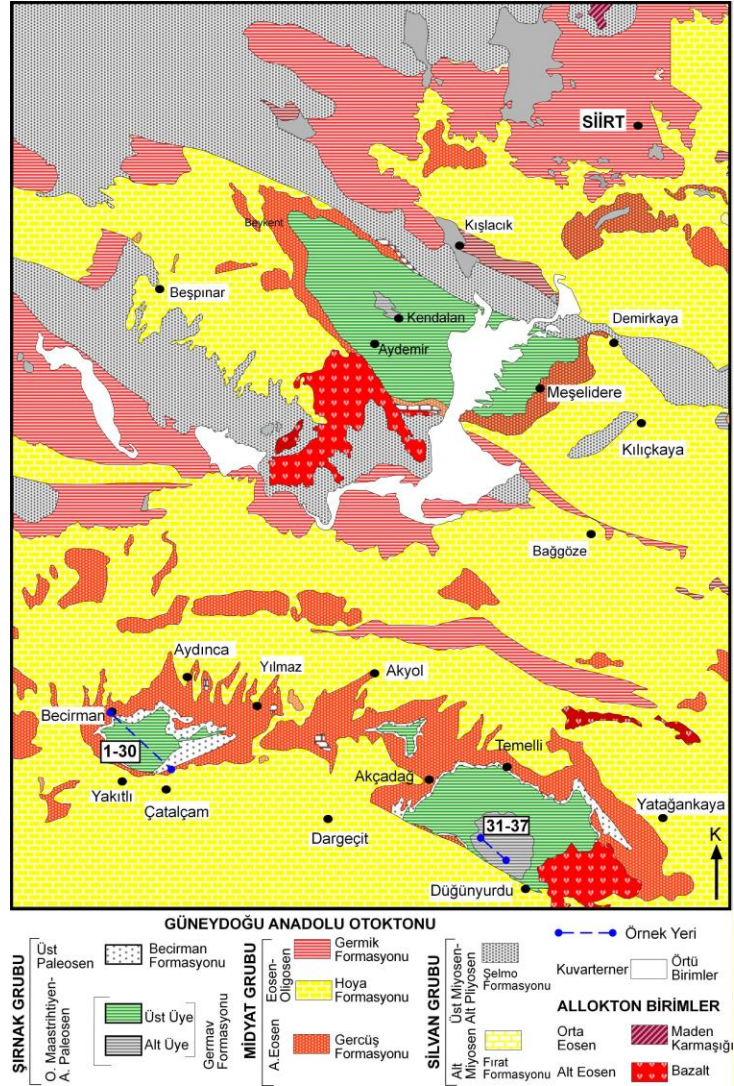 SİİRT
Beykent
Kışlacık
Beşpınar
Kendalan
Demirkaya
Aydemir
Meşelidere
Kılıçkaya
Bağgöze
Aydınca
Yılmaz
Akyol
Becirman
1-30
Temelli
Akçadağ
Yakıtlı
Çatalçam
Yatağankaya
Dargeçit
31-37
K
Düğünyurdu
GÜNEYDOĞU ANADOLU OTOKTONU
ŞIRNAK GRUBU
Üst
Paleosen
Becirman
Formasyonu
O. Maastrihtiyen-
A. Paleosen
Üst Üye
Alt Üye
Germav
Formasyonu
MİDYAT GRUBU
Eosen-
Oligosen
Germik
Formasyonu
Hoya
Formasyonu
A.Eosen
Gercüş
Formasyonu
SİLVAN GRUBU
Üst Miyosen-
Alt Pliyosen
Şelmo
Formasyonu
Alt
Miyosen
Fırat
Formasyonu
Örnek Yeri
Kuvarterner
Örtü
Birimler
ALLOKTON BİRİMLER
Orta
Eosen
Maden
Karmaşığı
Alt Eosen
Bazalt